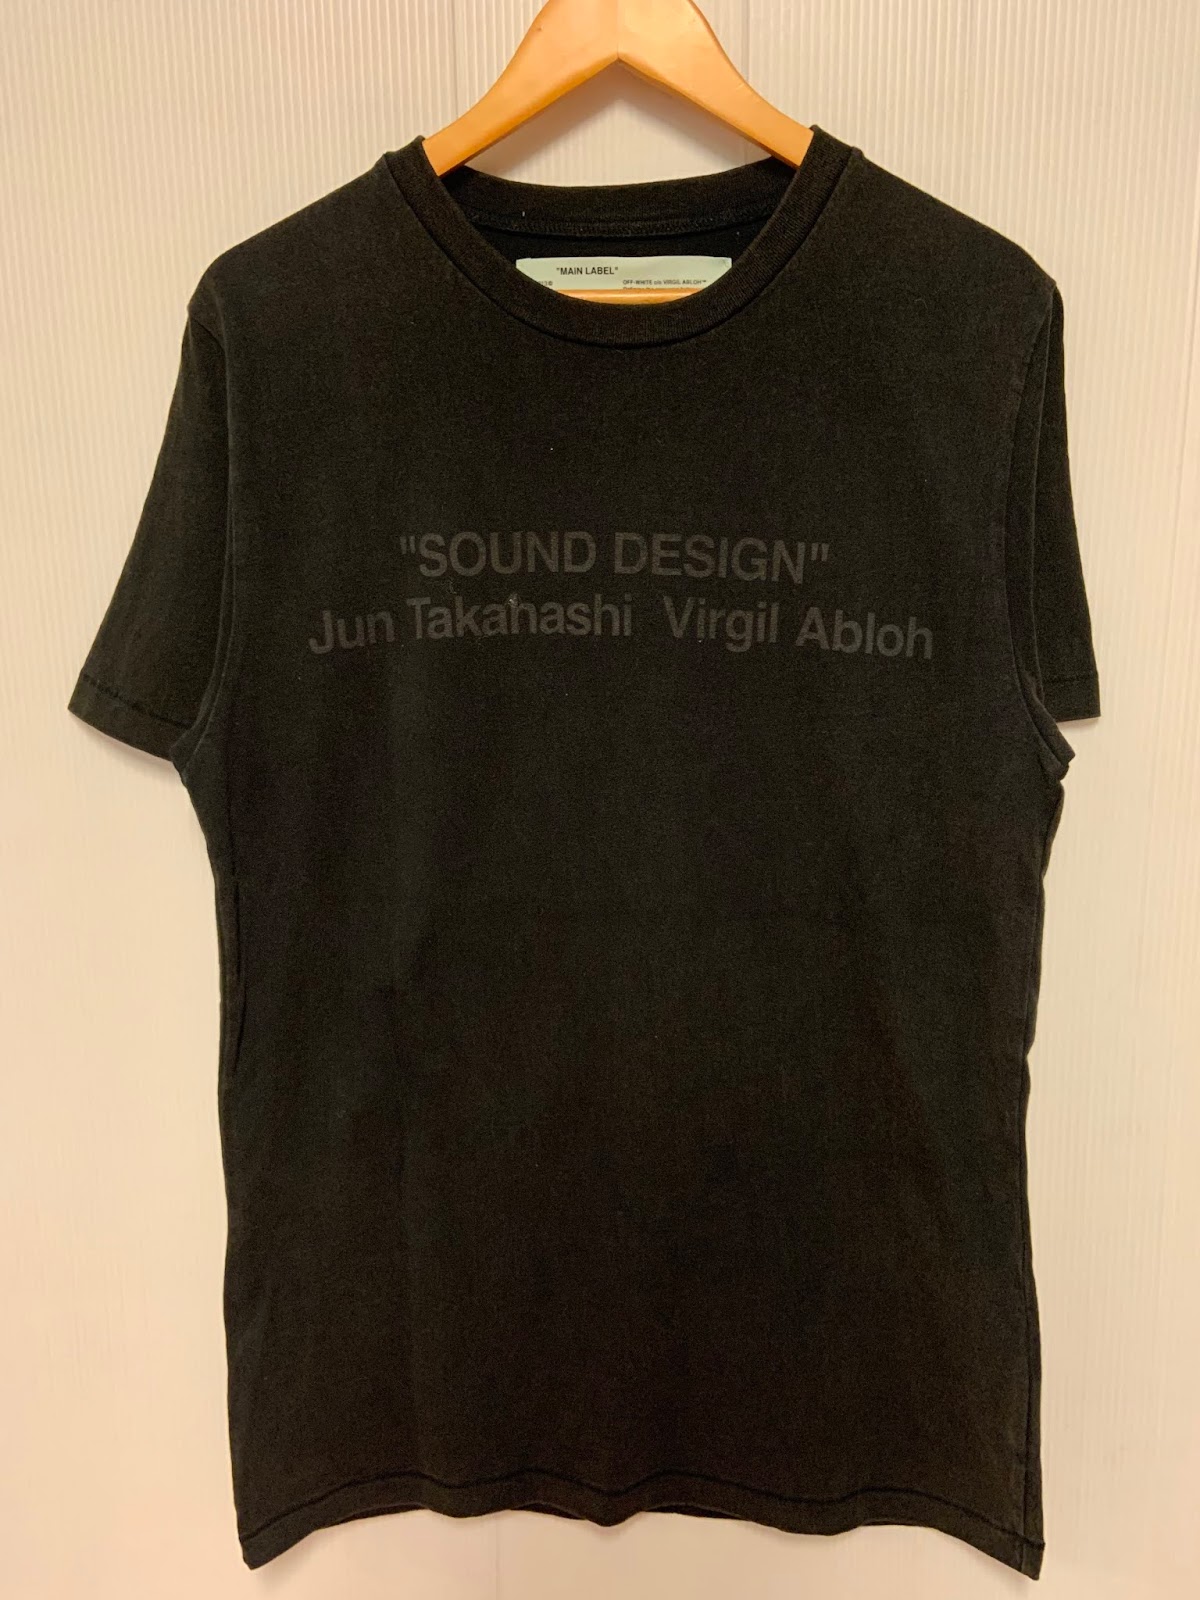 "MAIN LABEL"
OFF-WHITE c/o VIRGIL ABLOH™
"SOUND DESIGN"
Jun Takahashi Virgil Abloh